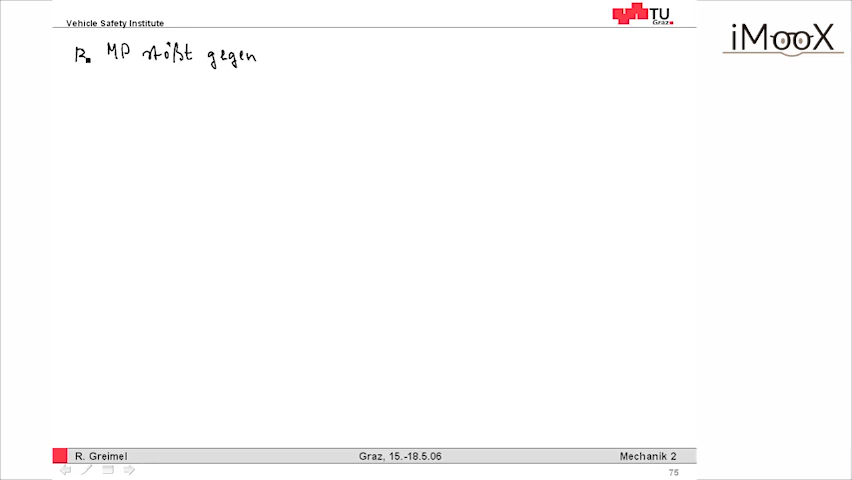 Vehicle Safety Institute
TU
Graz
iMooX
B. MP stößt gegen
R. Greimel
Graz, 15.-18.5.06
Mechanik 2
75